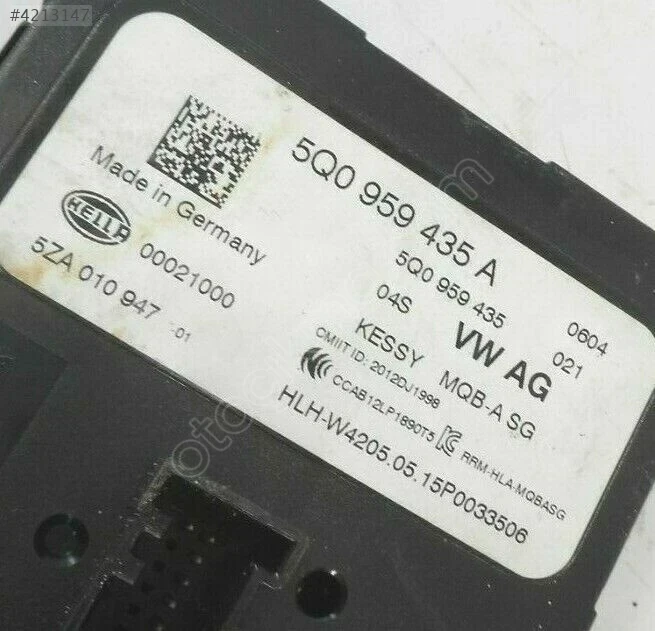 #4213147
5Q0 959 435 A
Made in Germany
HELLA
00021000
5ZA 010 947 -01
5Q0 959 435
04S
0604
021
VW AG
KESSY MQB-A SG
CMIIT ID: 2012DJ1998
CCAB12LP1890T5
RRM-HLA-MQBASG
HLH-W4205.05.15P0033506